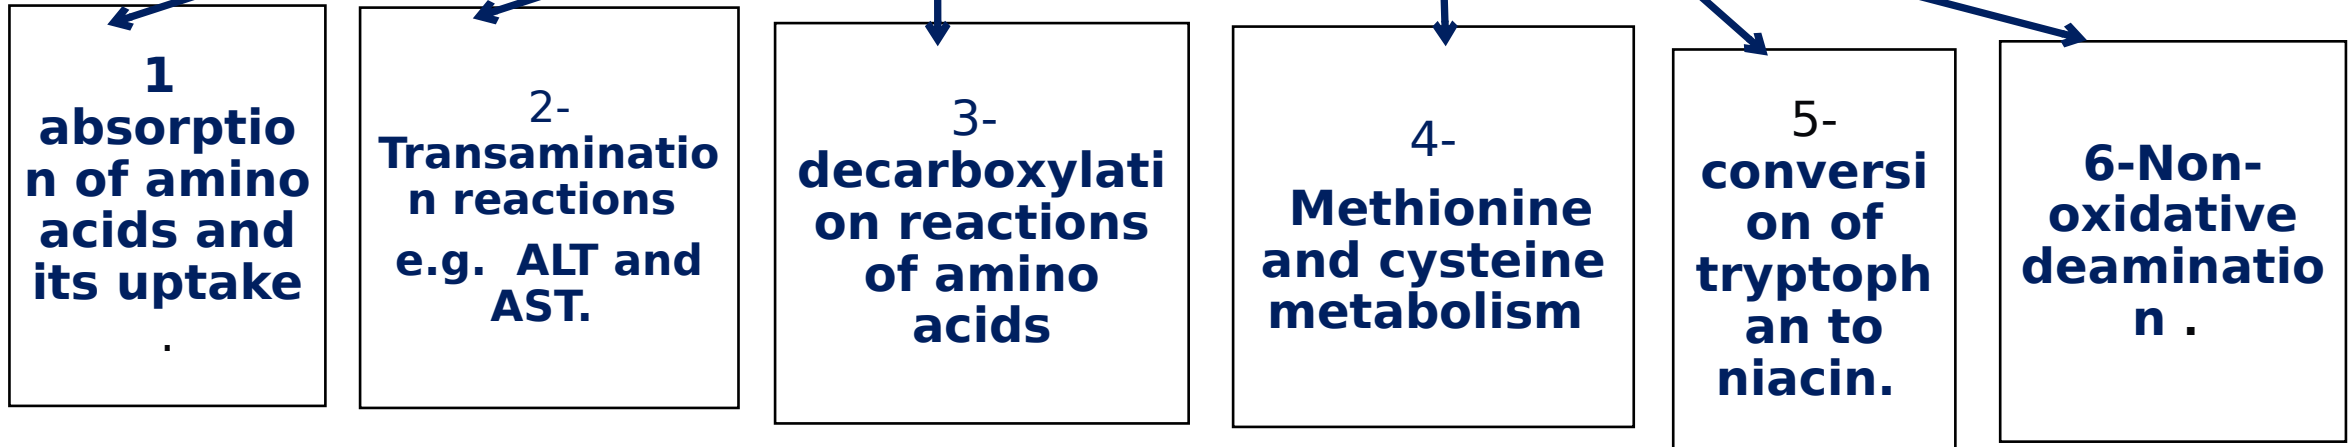 1
absorptio
n of amino
acids and
its uptake
.
2-
Transaminatio
n reactions
e.g. ALT and
AST.
3-
decarboxylati
on reactions
of amino
acids
4-
Methionine
and cysteine
metabolism
5-
conversi
on of
tryptoph
an to
niacin.
6-Non-
oxidative
deaminatio
n .